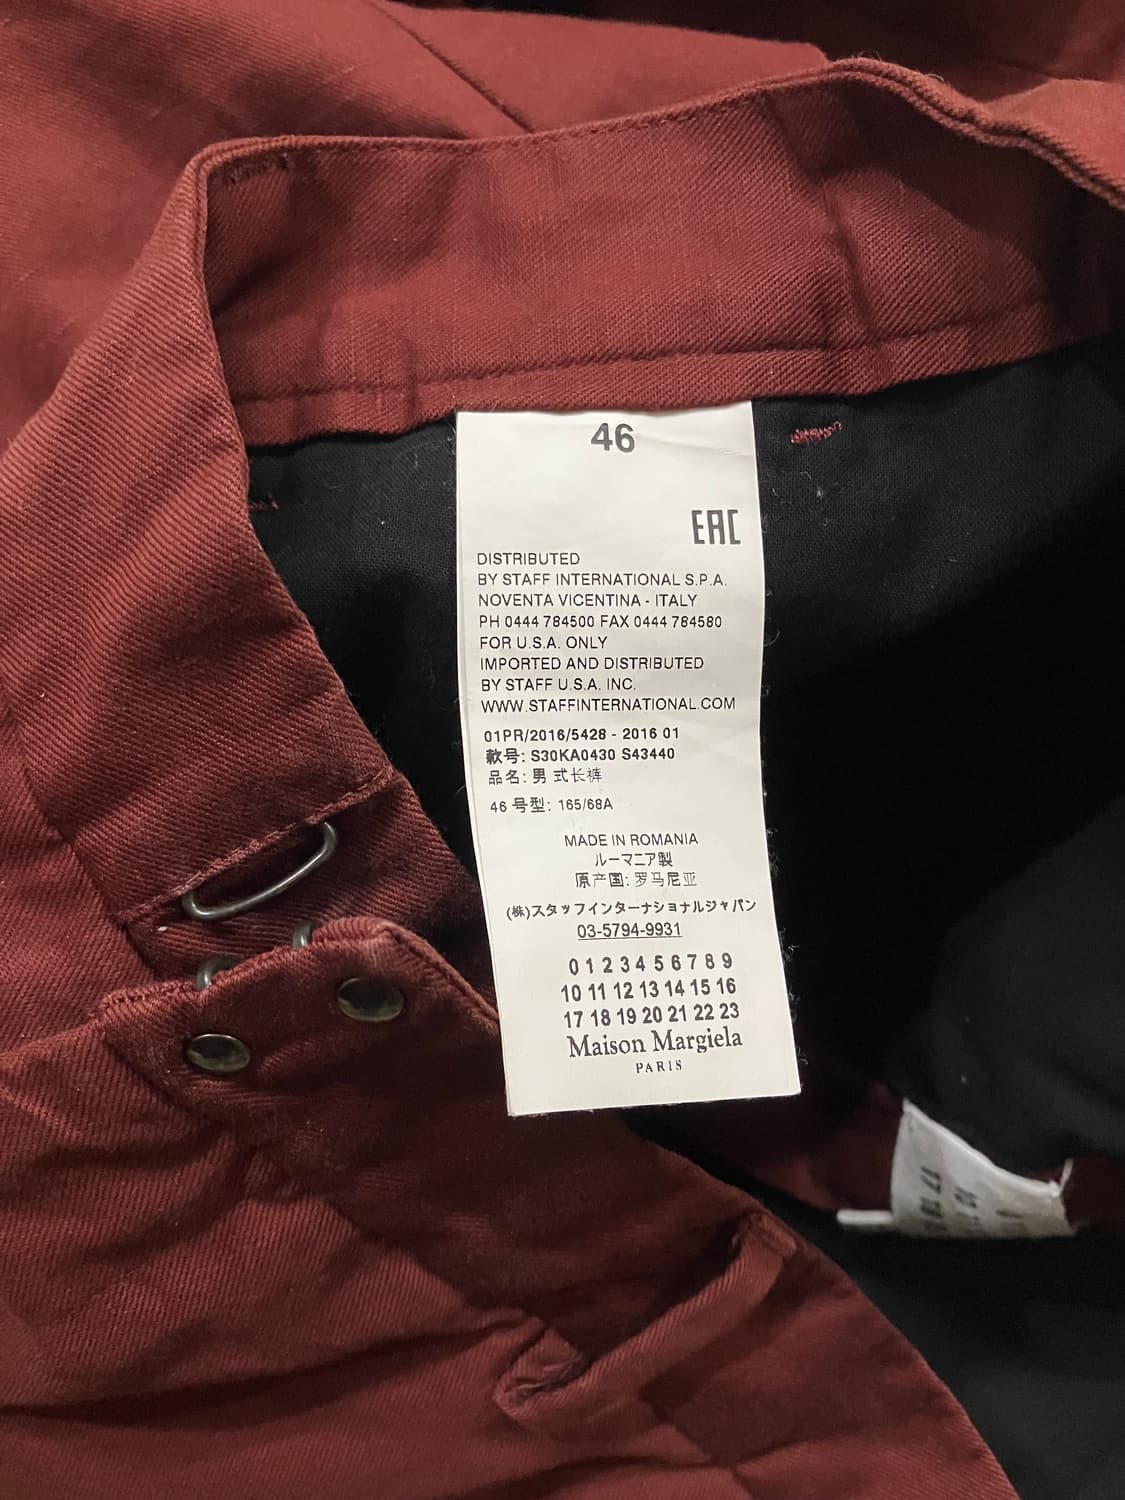 46
EAC
DISTRIBUTED
BY STAFF INTERNATIONAL S.P.A.
NOVENTA VICENTINA - ITALY
PH 0444 784500 FAX 0444 784580
FOR U.S.A. ONLY
IMPORTED AND DISTRIBUTED
BY STAFF U.S.A. INC.
WWW.STAFFINTERNATIONAL.COM
01PR/2016/5428 - 2016 01
款号: S30KA0430 S43440
品名: 男式长裤
46 号型: 165/68A
MADE IN ROMANIA
ルーマニア製
原产国: 罗马尼亚
(株)スタッフインターナショナルジャパン
03-5794-9931
0 1 2 3 4 5 6 7 8 9
10 11 12 13 14 15 16
17 18 19 20 21 22 23
Maison Margiela
PARIS